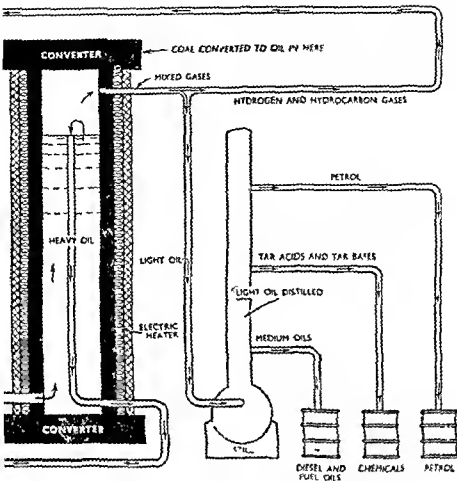 CONVERTER
COAL CONVERTED TO OIL IN HERE
MIXED GASES
HYDROGEN AND HYDROCARBON GASES
PETROL
HEAVY OIL
LIGHT OIL
TAR ACIDS AND TAR BASES
LIGHT OIL DISTILLED
ELECTRIC
HEATER
MEDIUM OILS
CONVERTER
STILL
DIESEL AND
FUEL OILS
CHEMICALS
PETROL